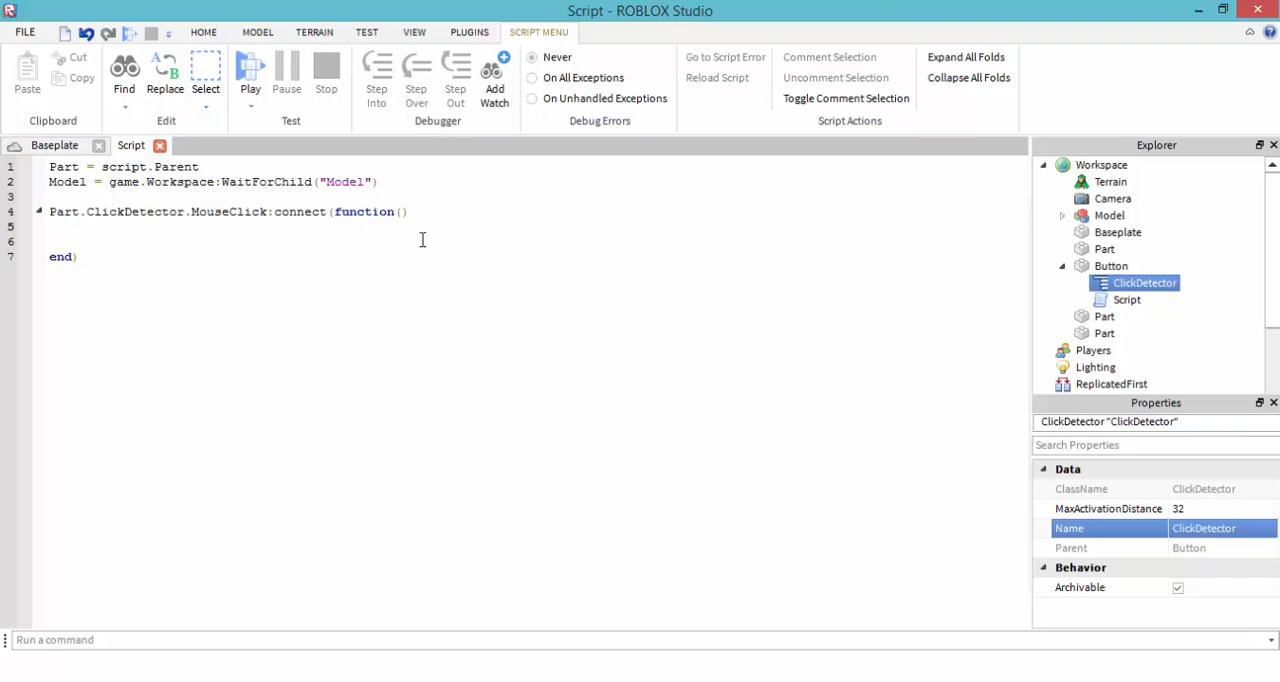 Script - ROBLOX Studio
FILE HOME MODEL TERRAIN TEST VIEW PLUGINS SCRIPT MENU
Paste
Cut
Copy
Clipboard
Find
Replace
Select
Edit
Play
Pause
Stop
Test
Step Into
Step Over
Step Out
Add Watch
Debugger
Never
On All Exceptions
On Unhandled Exceptions
Debug Errors
Go to Script Error
Reload Script
Comment Selection
Uncomment Selection
Toggle Comment Selection
Script Actions
Expand All Folds
Collapse All Folds
Baseplate Script
1 Part = script.Parent
2 Model = game.Workspace:WaitForChild("Model")
3
4 Part.ClickDetector.MouseClick:connect(function()
5
6
7 end)
Explorer
Workspace
Terrain
Camera
Model
Baseplate
Part
Button
ClickDetector
Script
Part
Part
Players
Lighting
ReplicatedFirst
Properties
ClickDetector "ClickDetector"
Search Properties
Data
ClassName ClickDetector
MaxActivationDistance 32
Name ClickDetector
Parent Button
Behavior
Archivable
Run a command